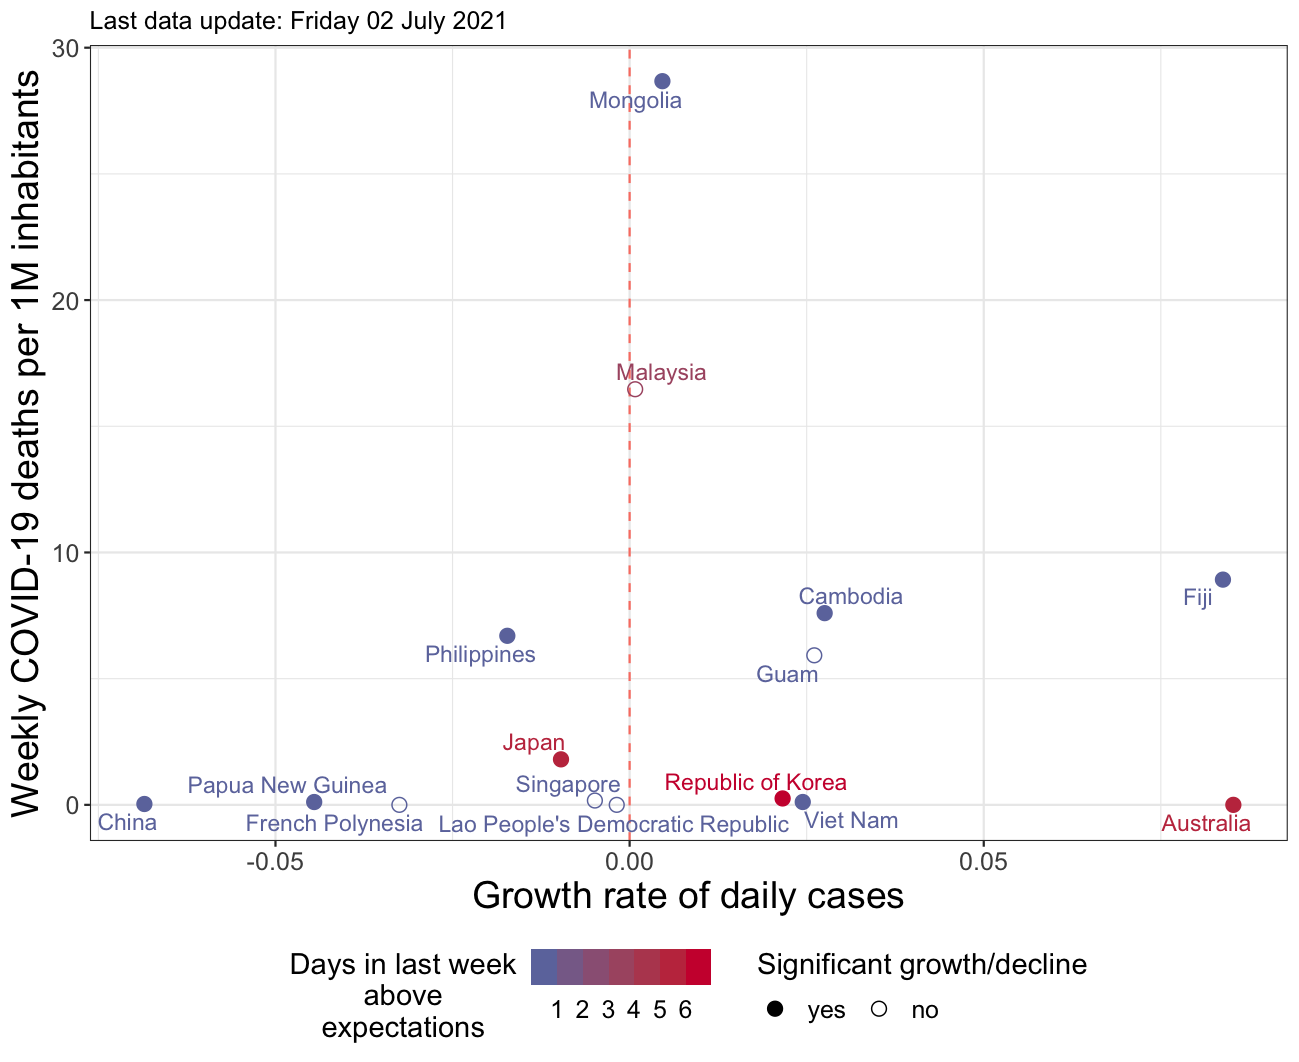 Last data update: Friday 02 July 2021
Weekly COVID-19 deaths per 1M inhabitants
30
20
10
0
Mongolia
Malaysia
Cambodia
Fiji
Philippines
Guam
Japan
Papua New Guinea
Singapore
Republic of Korea
China
French Polynesia
Lao People's Democratic Republic
Viet Nam
Australia
-0.05
0.00
0.05
Growth rate of daily cases
Days in last week
above
expectations
1 2 3 4 5 6
Significant growth/decline
yes
no